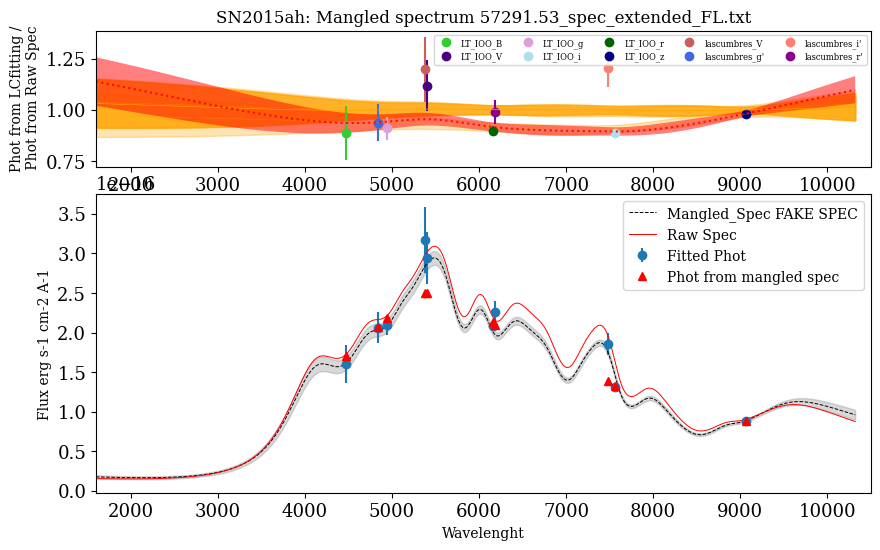 SN2015ah: Mangled spectrum 57291.53_spec_extended_FL.txt
Phot from LCfitting /
Phot from Raw Spec
1.25
1.00
0.75
LT_IOO_B LT_IOO_g LT_IOO_r lascumbres_V lascumbres_i'
LT_IOO_V LT_IOO_i LT_IOO_z lascumbres_g' lascumbres_r'
2000 3000 4000 5000 6000 7000 8000 9000 10000
Flux erg s-1 cm-2 A-1
3.5
3.0
2.5
2.0
1.5
1.0
0.5
0.0
Mangled_Spec FAKE SPEC
Raw Spec
Fitted Phot
Phot from mangled spec
2000 3000 4000 5000 6000 7000 8000 9000 10000
Wavelenght